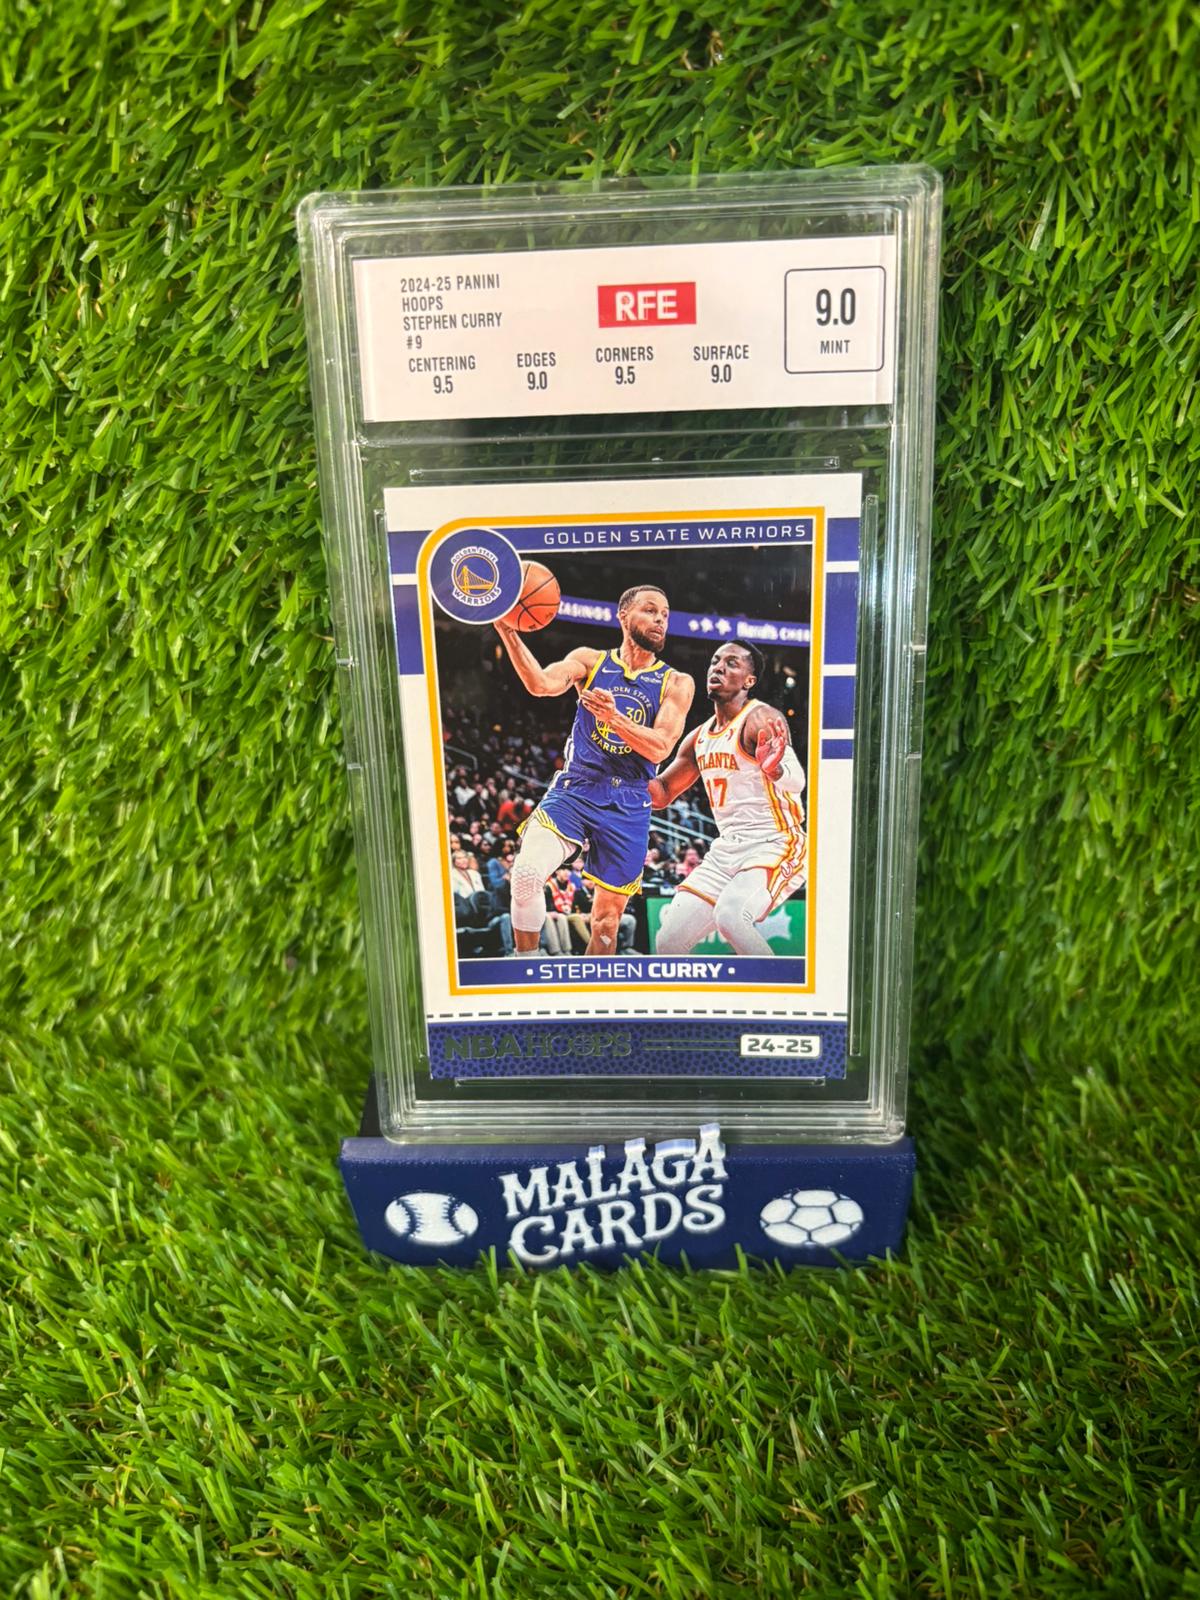 2024-25 PANINI
HOOPS
STEPHEN CURRY
#9
RFE
9.0
MINT
CENTERING
9.5
EDGES
9.0
CORNERS
9.5
SURFACE
9.0
GOLDEN STATE WARRIORS
GOLDEN STATE
WARRIORS
30
WARRIO
TLANTA
17
• STEPHEN CURRY •
NBA HOOPS
24-25
MALAGA
CARDS